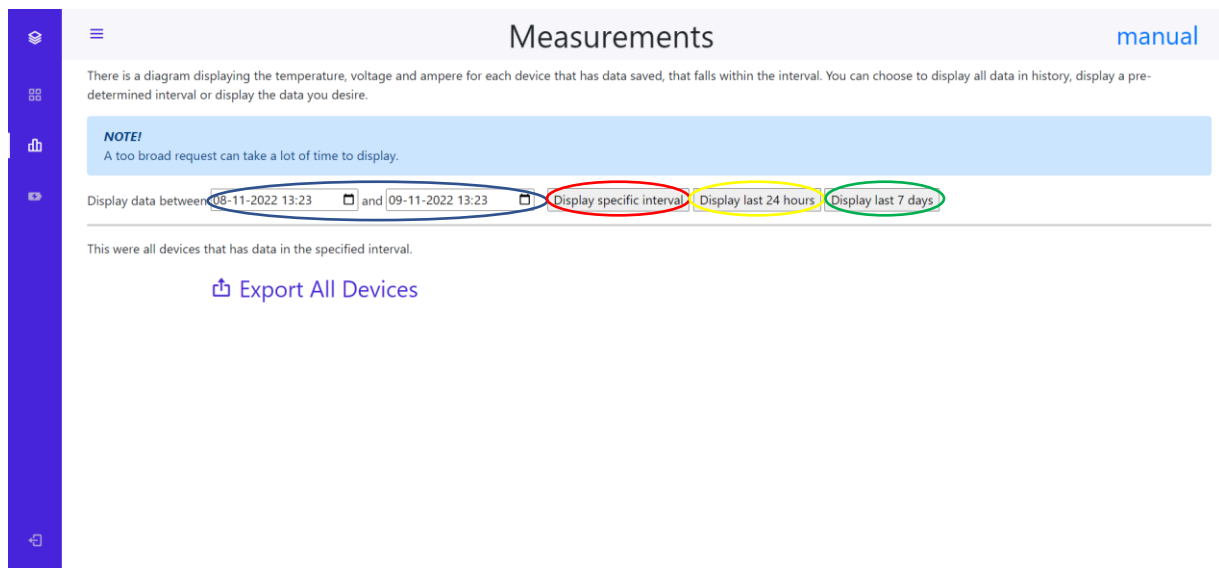 Measurements
manual
There is a diagram displaying the temperature, voltage and ampere for each device that has data saved, that falls within the interval. You can choose to display all data in history, display a pre-
determined interval or display the data you desire.
NOTE!
A too broad request can take a lot of time to display.
Display data between 08-11-2022 13:23 and 09-11-2022 13:23 Display specific interval Display last 24 hours Display last 7 days
This were all devices that has data in the specified interval.
Export All Devices